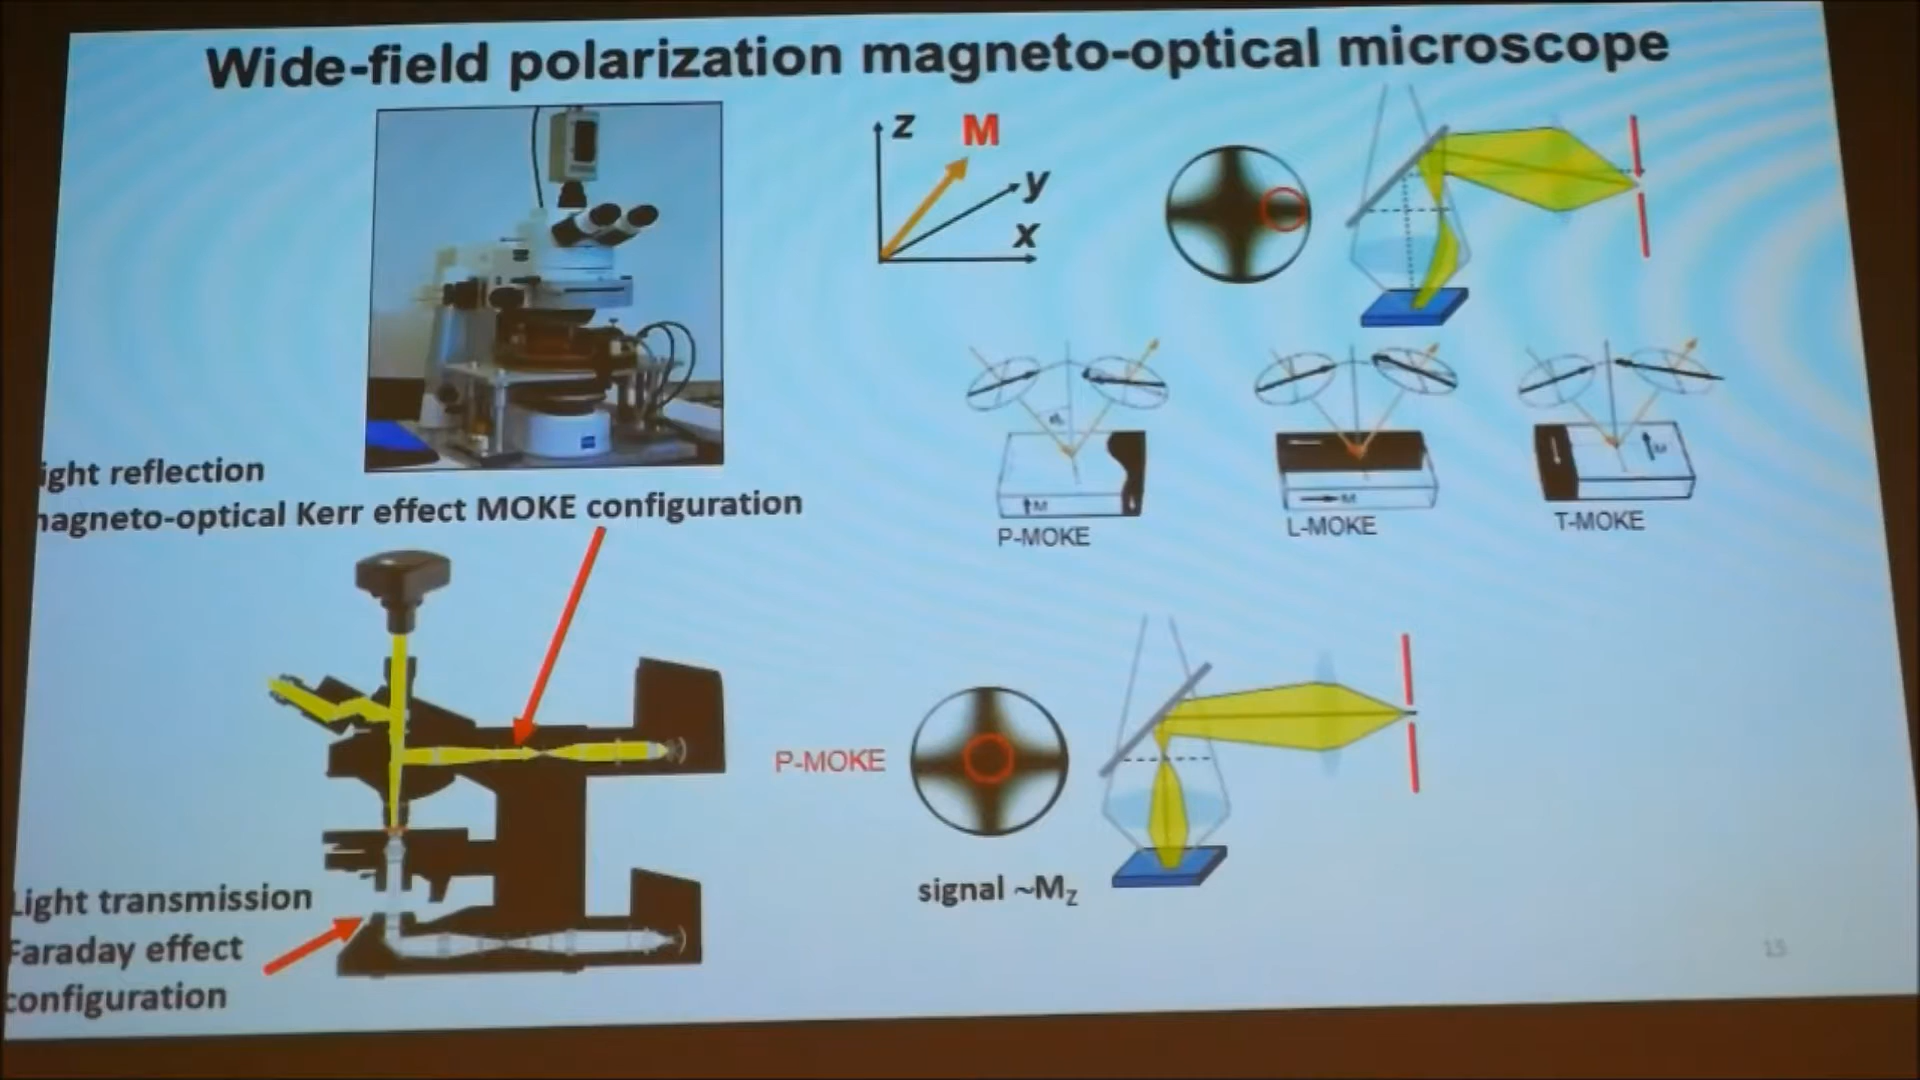 Wide-field polarization magneto-optical microscope
z
M
y
x
ight reflection
agneto-optical Kerr effect MOKE configuration
M
M
M
P-MOKE
L-MOKE
T-MOKE
P-MOKE
signal ~MZ
Light transmission
Faraday effect
configuration
15